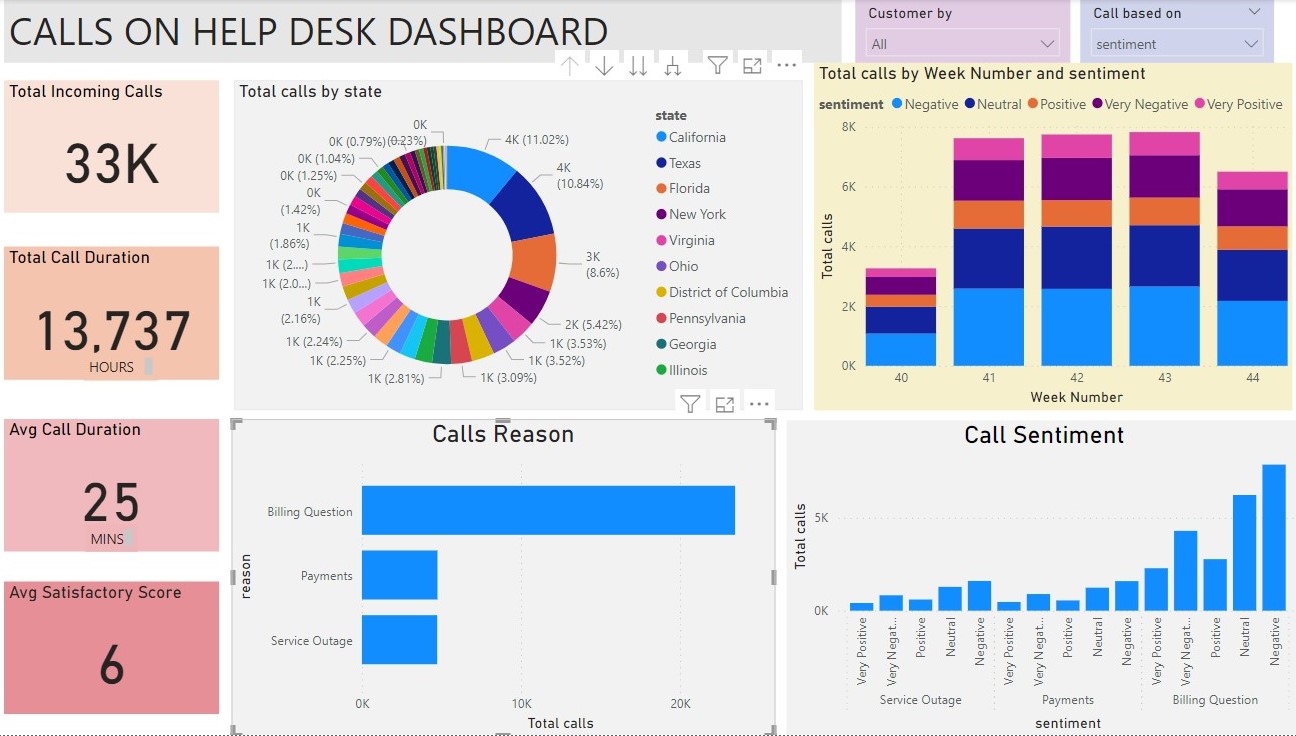 CALLS ON HELP DESK DASHBOARD
Customer by
All
Call based on
sentiment
Total Incoming Calls
33K
Total Call Duration
13,737
HOURS
Avg Call Duration
25
MINS
Avg Satisfactory Score
6
Total calls by state
0K
0K (0.79%)
(0.23%)
0K (1.04%)
0K (1.25%)
0K
(1.42%)
1K
(1.86%)
1K (2....)
1K (2.0...)
1K
(2.16%)
1K (2.24%)
1K (2.25%)
1K (2.81%)
4K (11.02%)
4K
(10.84%)
3K
(8.6%)
2K (5.42%)
1K (3.53%)
1K (3.52%)
1K (3.09%)
state
California
Texas
Florida
New York
Virginia
Ohio
District of Columbia
Pennsylvania
Georgia
Illinois
Total calls by Week Number and sentiment
sentiment Negative Neutral Positive Very Negative Very Positive
Total calls
8K
6K
4K
2K
0K
40 41 42 43 44
Week Number
Calls Reason
reason
Billing Question
Payments
Service Outage
0K 10K 20K
Total calls
Call Sentiment
Total calls
5K
0K
Very Positive
Very Negat...
Positive
Neutral
Negative
Very Positive
Very Negat...
Positive
Neutral
Negative
Very Positive
Very Negat...
Positive
Neutral
Negative
Service Outage Payments Billing Question
sentiment